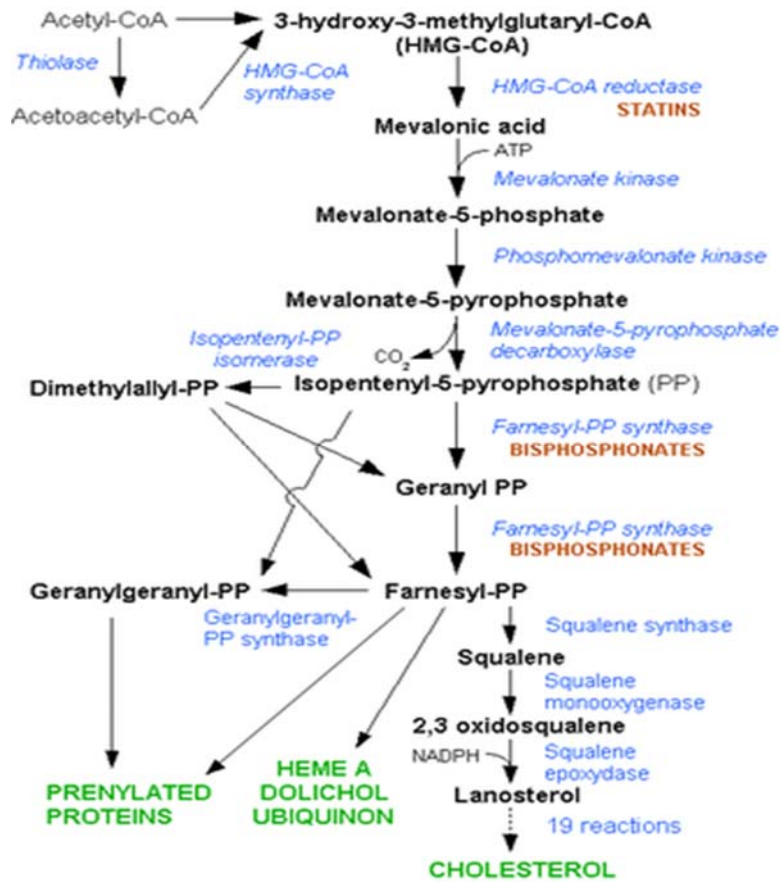 Acetyl-CoA
3-hydroxy-3-methylglutaryl-CoA
(HMG-CoA)
Thiolase
HMG-CoA
synthase
HMG-CoA reductase
STATINS
Acetoacetyl-CoA
Mevalonic acid
ATP
Mevalonate kinase
Mevalonate-5-phosphate
Phosphomevalonate kinase
Mevalonate-5-pyrophosphate
Isopentenyl-PP
isomerase
CO₂
Mevalonate-5-pyrophosphate
decarboxylase
Dimethylallyl-PP
Isopentenyl-5-pyrophosphate (PP)
Farnesyl-PP synthase
BISPHOSPHONATES
Geranyl PP
Farnesyl-PP synthase
BISPHOSPHONATES
Geranylgeranyl-PP
Farnesyl-PP
Geranylgeranyl-
PP synthase
Squalene synthase
Squalene
Squalene
monooxygenase
2,3 oxidosqualene
NADPH
Squalene
epoxydase
Lanosterol
PRENYLATED
PROTEINS
HEME A
DOLICHOL
UBIQUINON
19 reactions
CHOLESTEROL